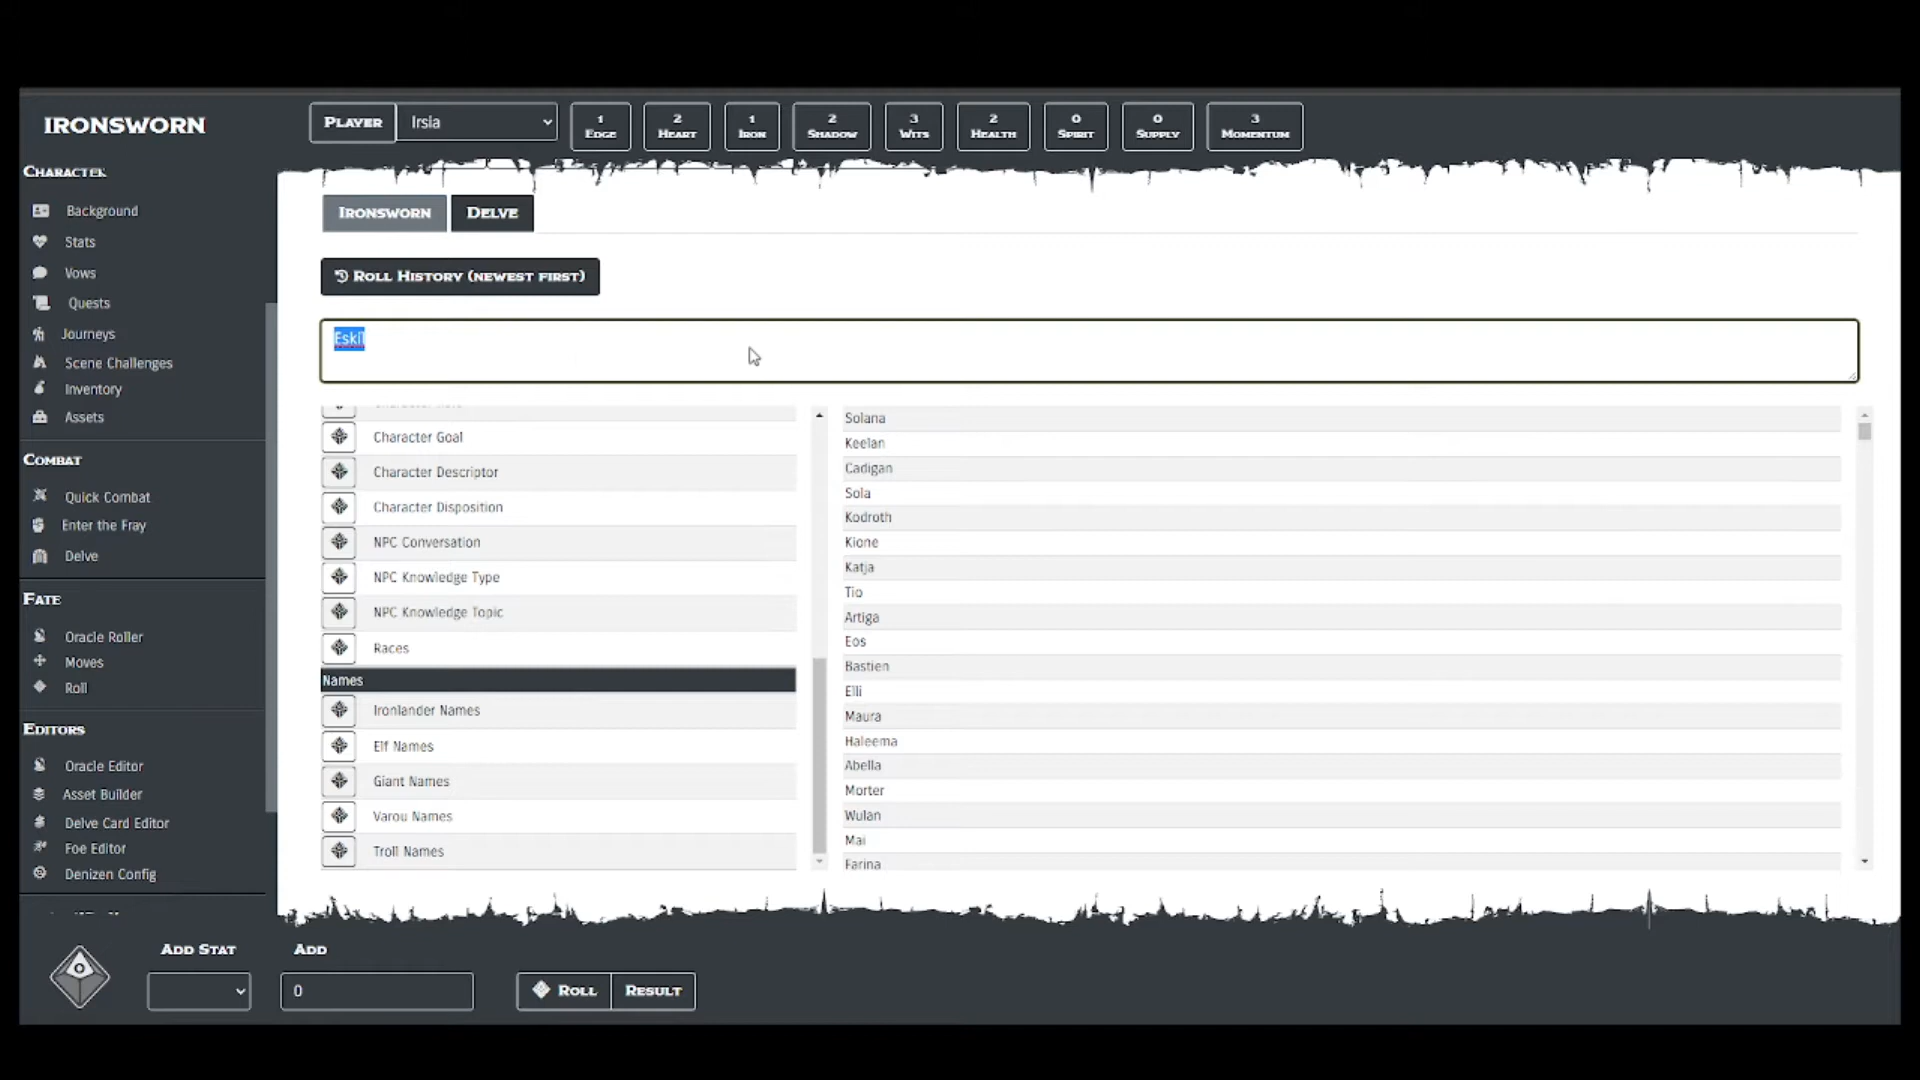 IRONSWORN
PLAYER
Irsia
1 EDGE
2 HEART
1 IRON
2 SHADOW
3 WITS
2 HEALTH
0 SPIRIT
0 SUPPLY
3 MOMENTUM
CHARACTER
Background
Stats
Vows
Quests
Journeys
Scene Challenges
Inventory
Assets
COMBAT
Quick Combat
Enter the Fray
Delve
FATE
Oracle Roller
Moves
Roll
EDITORS
Oracle Editor
Asset Builder
Delve Card Editor
Foe Editor
Denizen Config
IRONSWORN
DELVE
ROLL HISTORY (NEWEST FIRST)
Eskil
Character Goal
Character Descriptor
Character Disposition
NPC Conversation
NPC Knowledge Type
NPC Knowledge Topic
Races
Names
Ironlander Names
Elf Names
Giant Names
Varou Names
Troll Names
Solana
Keelan
Cadigan
Sola
Kodroth
Kione
Katja
Tio
Artiga
Eos
Bastien
Elli
Maura
Haleema
Abella
Morter
Wulan
Mai
Farina
ADD STAT
ADD
0
ROLL
RESULT